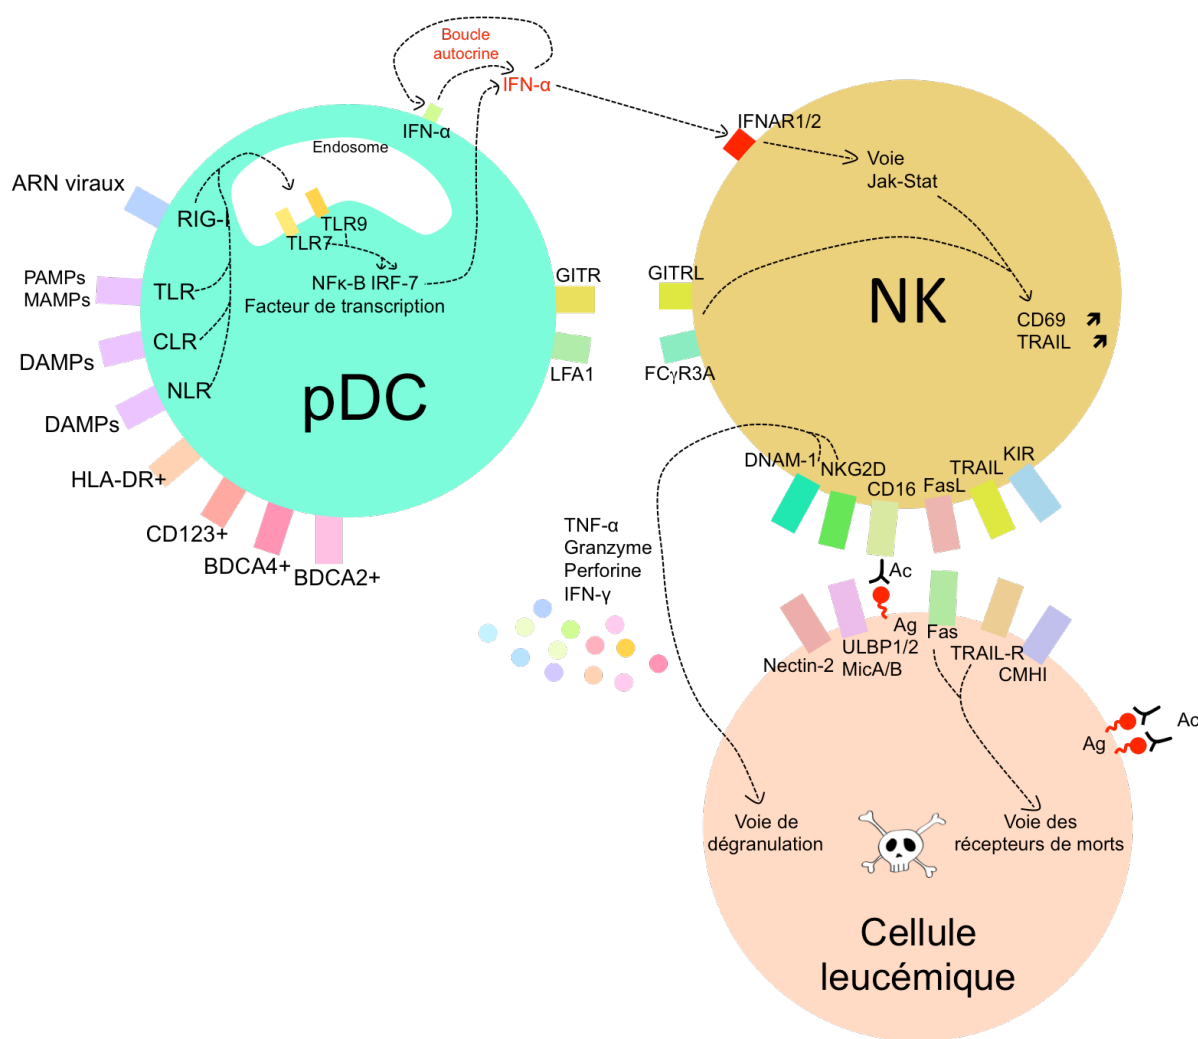 Boucle
autocrine
IFN-α
IFN-α
Endosome
ARN viraux
RIG-I
TLR9
TLR7
PAMPs
MAMPs
TLR
NFκ-B IRF-7
Facteur de transcription
GITR
DAMPs
CLR
LFA1
DAMPs
NLR
pDC
HLA-DR+
CD123+
BDCA4+
BDCA2+
IFNAR1/2
Voie
Jak-Stat
GITRL
NK
CD69
TRAIL
FCγR3A
DNAM-1
NKG2D
CD16
FasL
TRAIL
KIR
TNF-α
Granzyme
Perforine
IFN-γ
Ac
Ag
Fas
Nectin-2
ULBP1/2
MicA/B
TRAIL-R
CMHI
Ac
Ag
Voie de
dégranulation
Voie des
récepteurs de morts
Cellule
leucémique